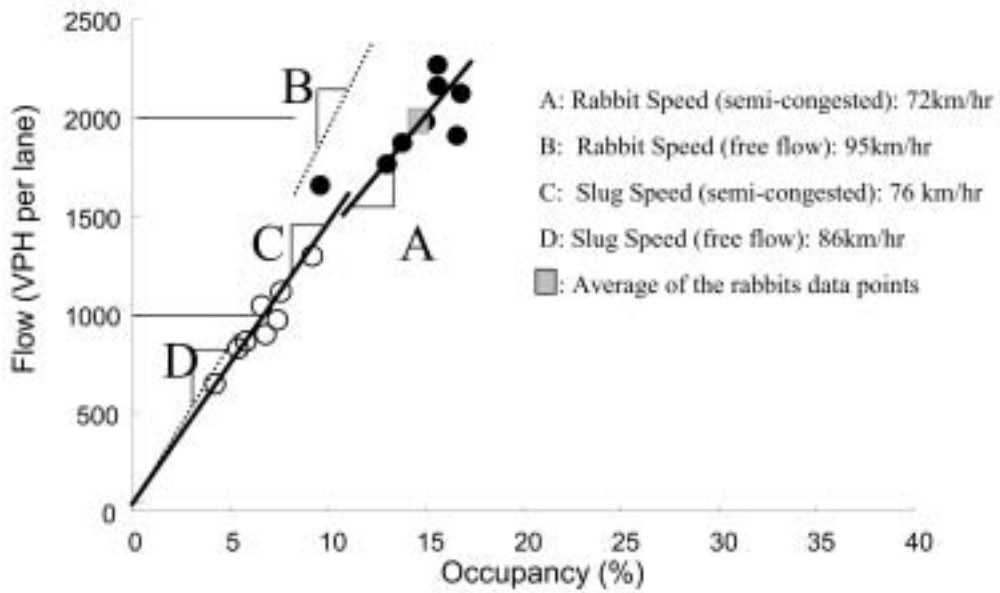 2500
2000
1500
1000
500
0
Flow (VPH per lane)
B
C
A
D
0 5 10 15 20 25 30 35 40
Occupancy (%)
A: Rabbit Speed (semi-congested): 72km/hr
B: Rabbit Speed (free flow): 95km/hr
C: Slug Speed (semi-congested): 76 km/hr
D: Slug Speed (free flow): 86km/hr
: Average of the rabbits data points